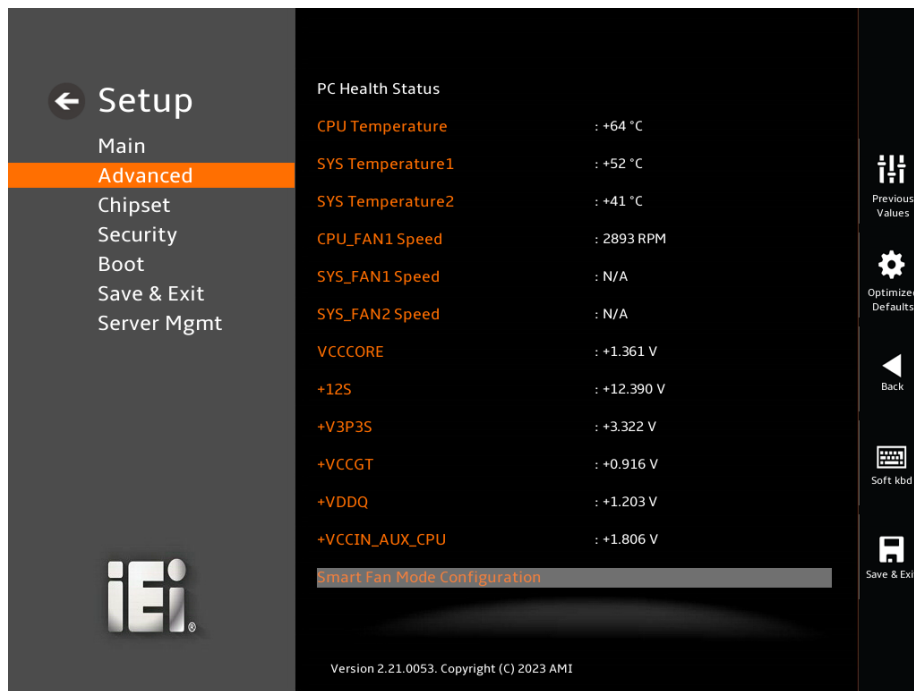 Setup
Main
Advanced
Chipset
Security
Boot
Save & Exit
Server Mgmt
iEi®
PC Health Status
CPU Temperature : +64 °C
SYS Temperature1 : +52 °C
SYS Temperature2 : +41 °C
CPU_FAN1 Speed : 2893 RPM
SYS_FAN1 Speed : N/A
SYS_FAN2 Speed : N/A
VCCCORE : +1.361 V
+12S : +12.390 V
+V3P3S : +3.322 V
+VCCGT : +0.916 V
+VDDQ : +1.203 V
+VCCIN_AUX_CPU : +1.806 V
Smart Fan Mode Configuration
Version 2.21.0053. Copyright (C) 2023 AMI
Previous
Values
Optimize
Defaults
Back
Soft kbd
Save & Exi